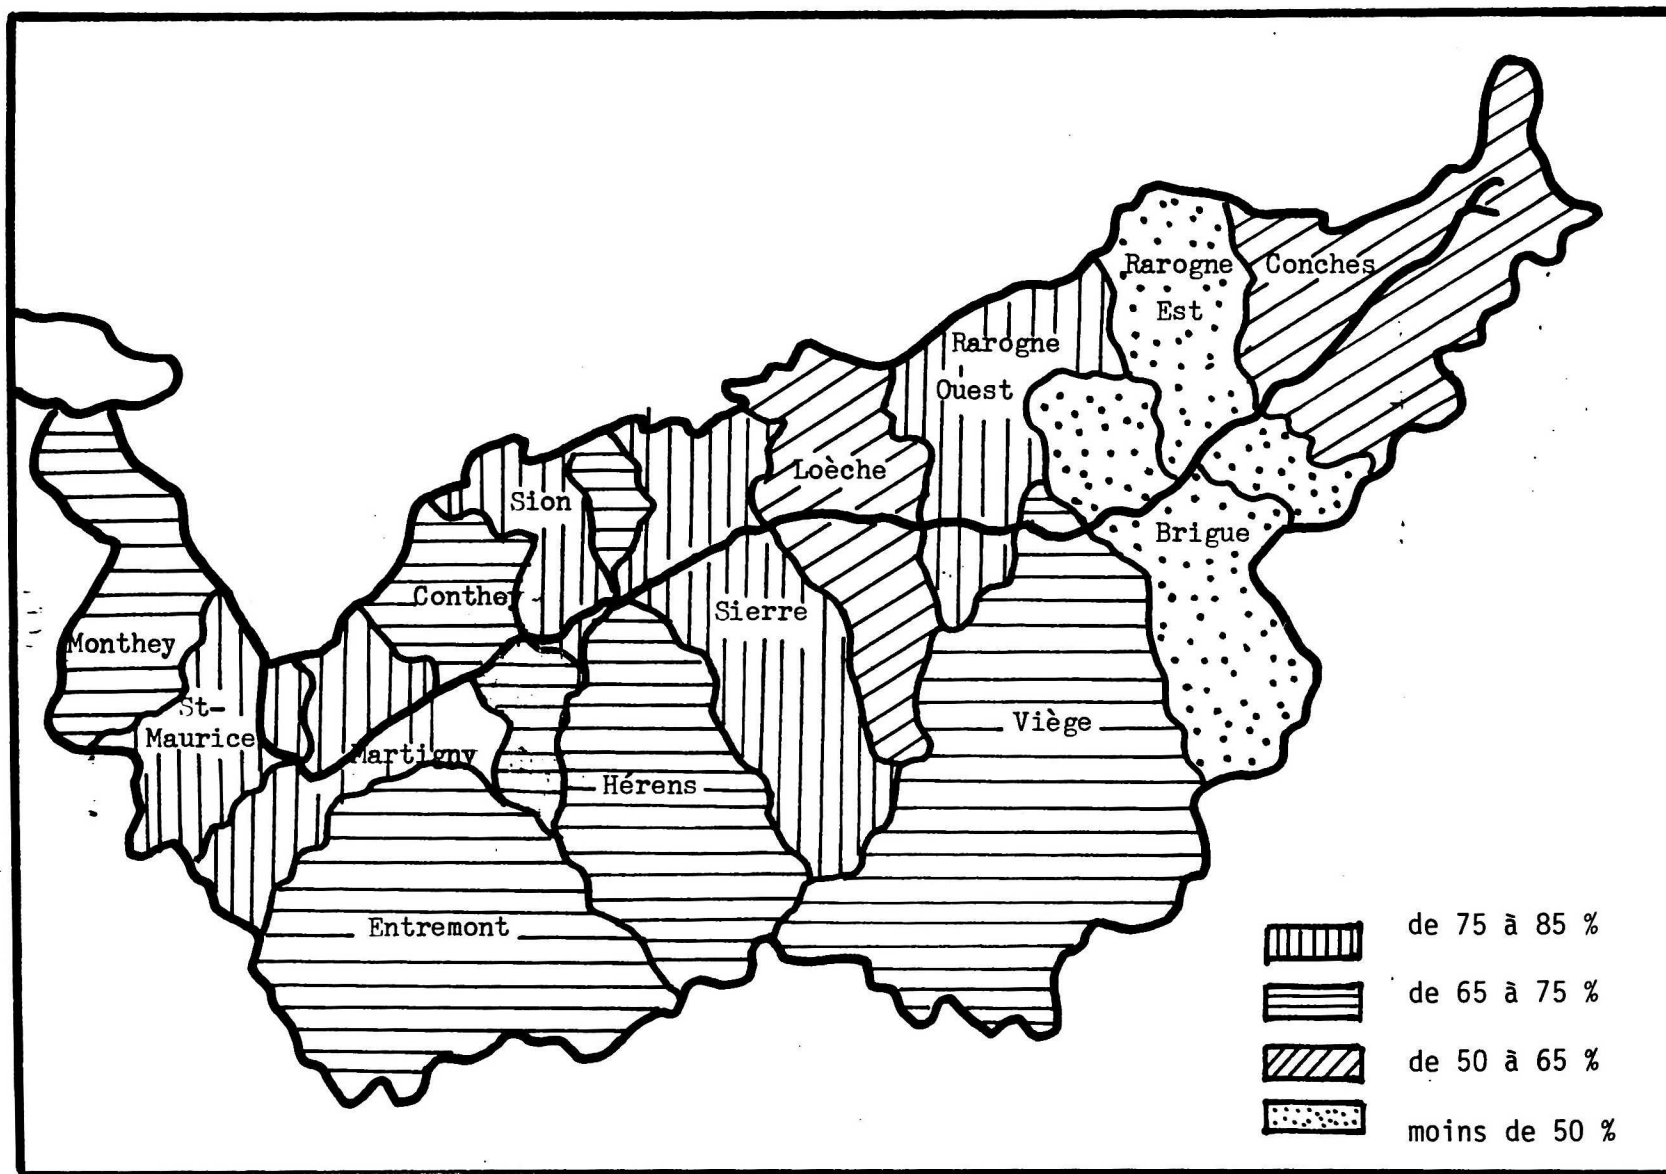 Rarogne
Est
Conches
Rarogne
Ouest
Loèche
Sion
Brigue
Conthey
Sierre
Monthey
St-
Maurice
Martigny
Viège
Hérens
Entremont
de 75 à 85 %
de 65 à 75 %
de 50 à 65 %
moins de 50 %